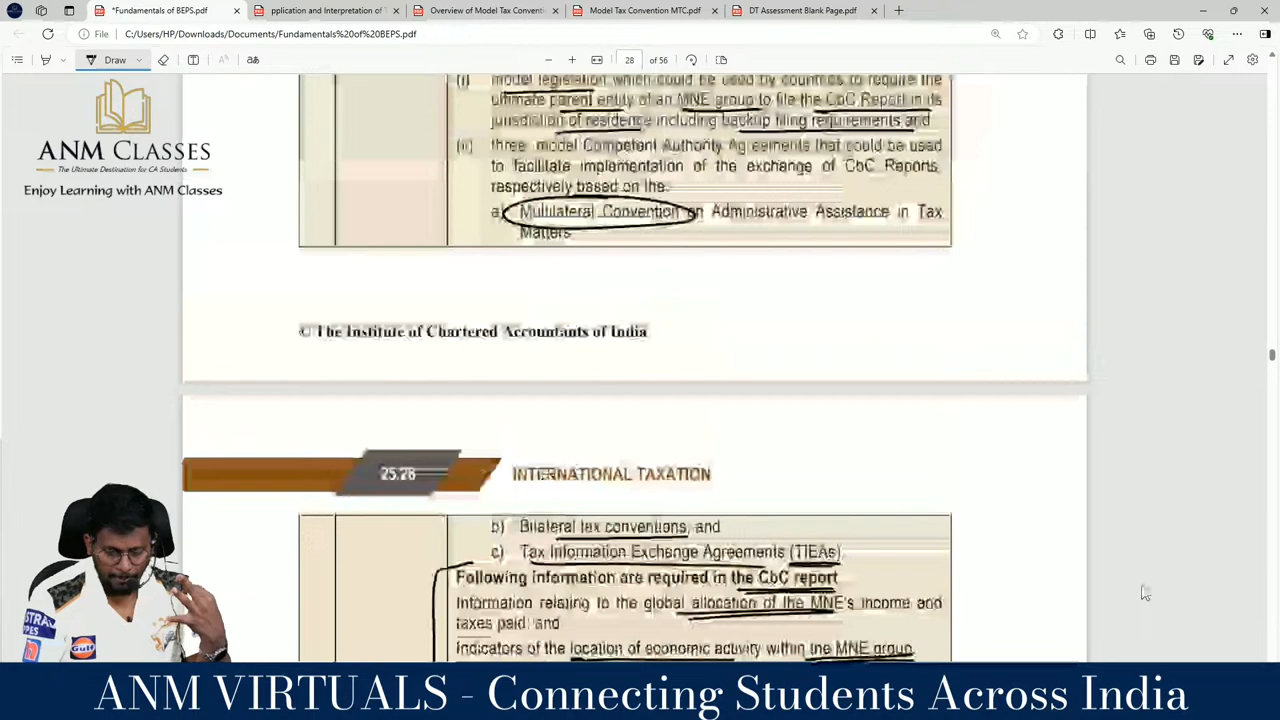 *Fundamentals of BEPS.pdf
pplication and Interpretation of T
Overview of Model Tax Conventi
Model Tax Convention MTC.pdf
DT Assessment Blank Page.pdf
File
C:/Users/HP/Downloads/Documents/Fundamentals%20of%20BEPS.pdf
Draw
28
of 56
ANM CLASSES
The Ultimate Destination for CA Students
Enjoy Learning with ANM Classes
(i) model legislation which could be used by countries to require the
ultimate parent entity of an MNE group to file the CbC Report in its
jurisdiction of residence including backup filing requirements and
(ii) three model Competent Authority Agreements that could be used
to facilitate implementation of the exchange of CbC Reports,
respectively based on the:
a) Multilateral Convention on Administrative Assistance in Tax
Matters
© The Institute of Chartered Accountants of India
25.28
INTERNATIONAL TAXATION
b) Bilateral tax conventions, and
c) Tax Information Exchange Agreements (TIEAs).
Following information are required in the CbC report
Information relating to the global allocation of the MNE's income and
taxes paid; and
Indicators of the location of economic activity within the MNE group.
Gulf
ANM VIRTUALS - Connecting Students Across India